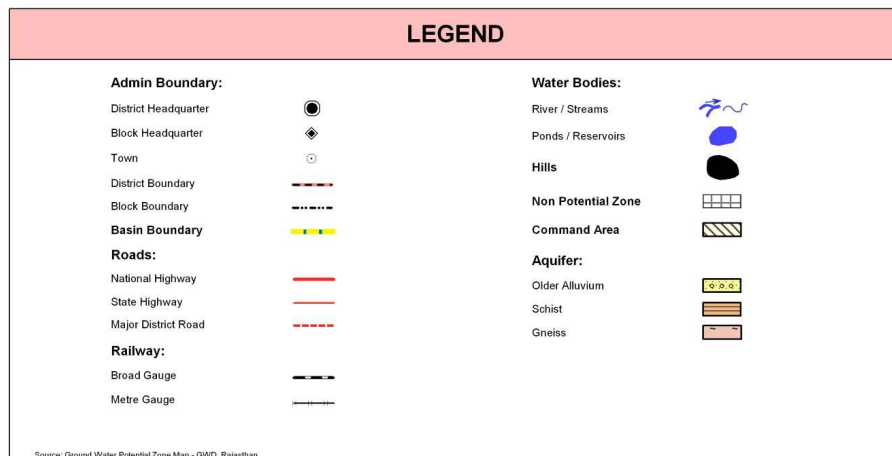 LEGEND
Admin Boundary:
District Headquarter
Block Headquarter
Town
District Boundary
Block Boundary
Basin Boundary
Roads:
National Highway
State Highway
Major District Road
Railway:
Broad Gauge
Metre Gauge
Water Bodies:
River / Streams
Ponds / Reservoirs
Hills
Non Potential Zone
Command Area
Aquifer:
Older Alluvium
Schist
Gneiss
Source: Ground Water Potential Zone Map - GWD, Rajasthan